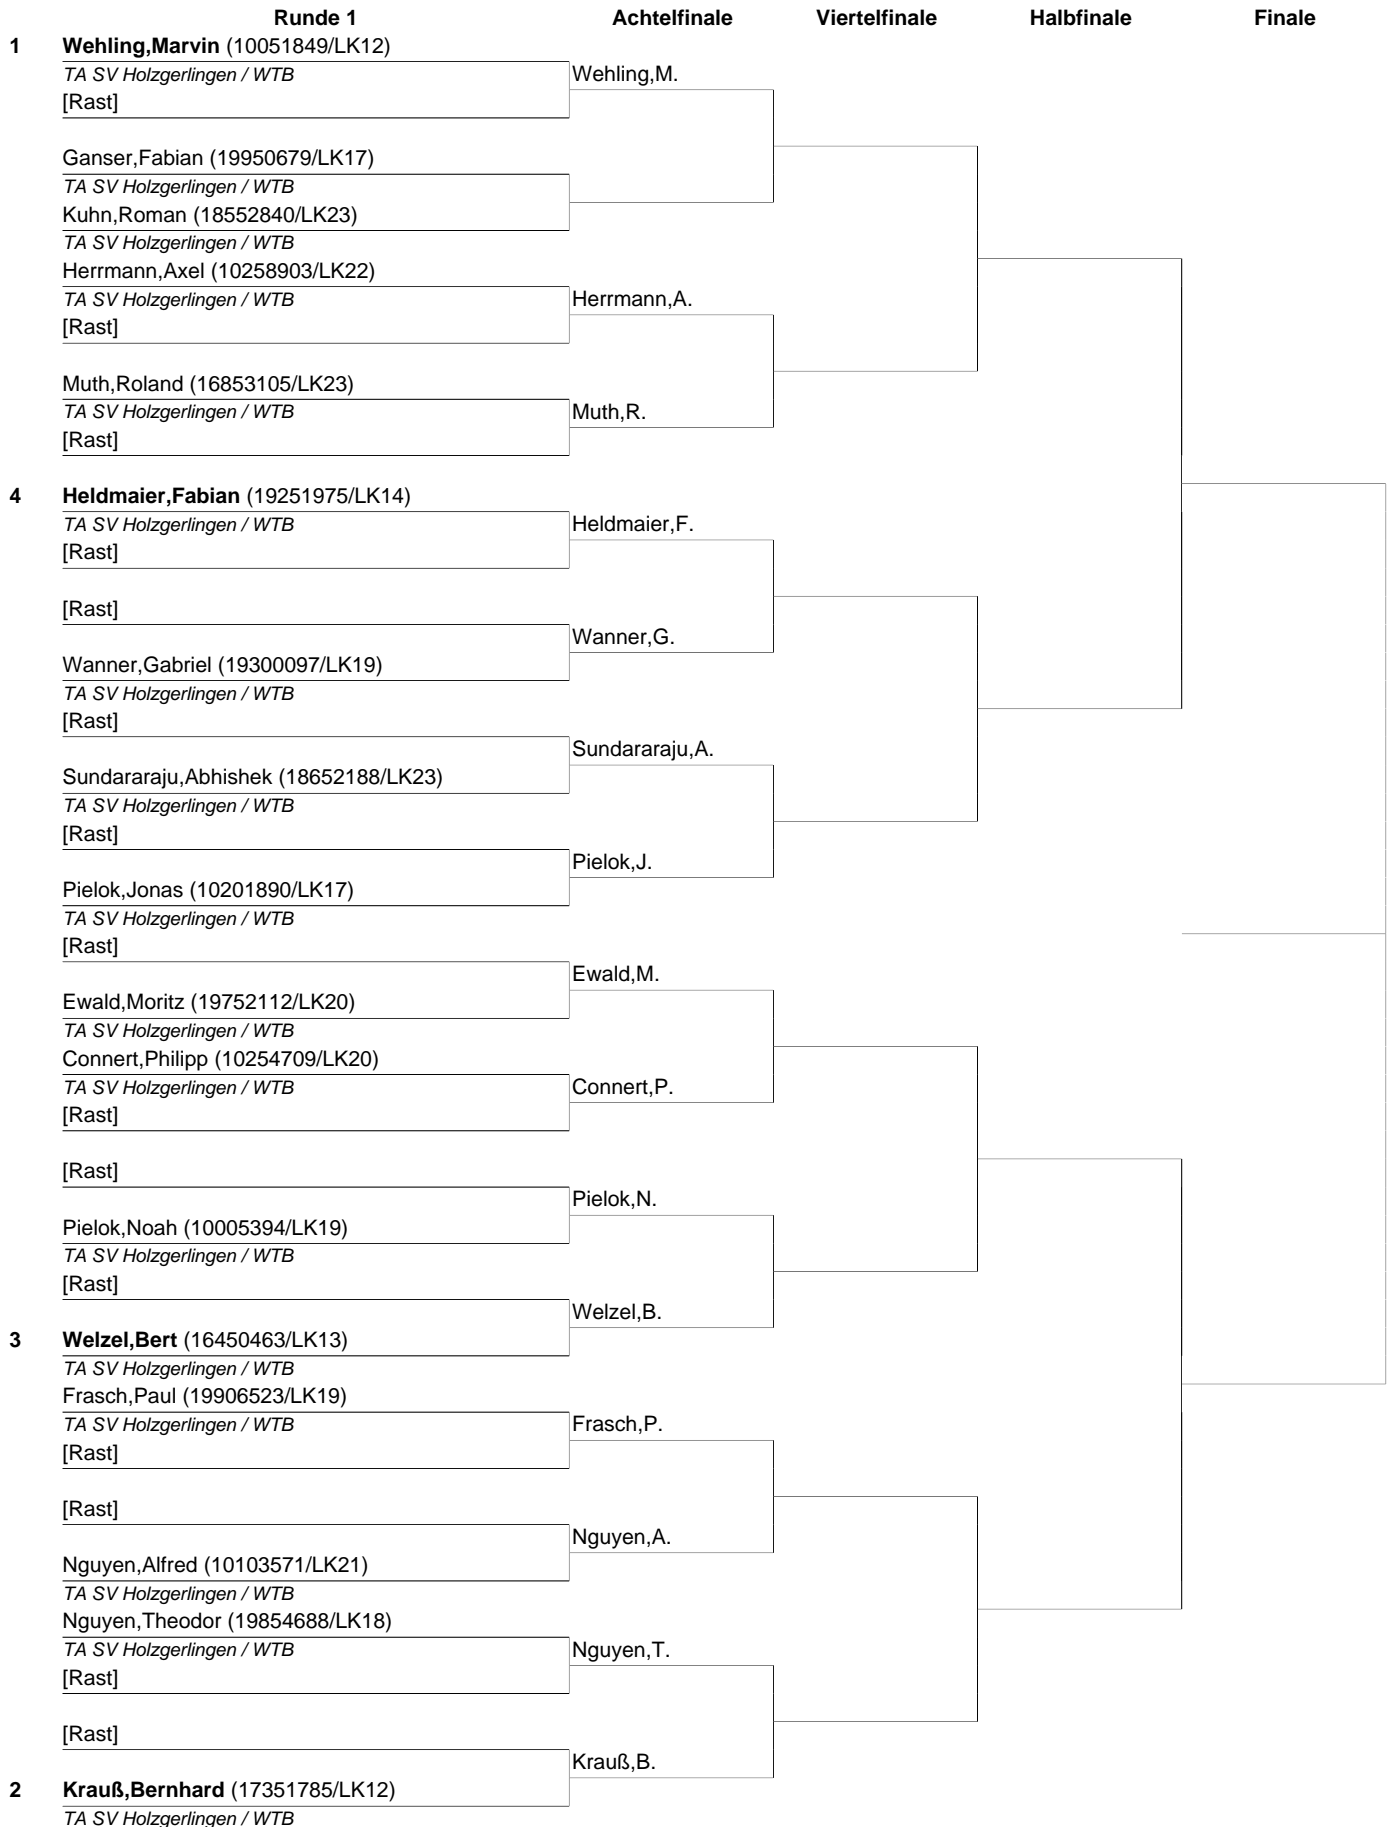 Runde 1 Achtelfinale Viertelfinale Halbfinale Finale
1 Wehling,Marvin (10051849/LK12)
TA SV Holzgerlingen / WTB Wehling,M.
[Rast]
Ganser,Fabian (19950679/LK17)
TA SV Holzgerlingen / WTB
Kuhn,Roman (18552840/LK23)
TA SV Holzgerlingen / WTB
Herrmann,Axel (10258903/LK22)
TA SV Holzgerlingen / WTB Herrmann,A.
[Rast]
Muth,Roland (16853105/LK23)
TA SV Holzgerlingen / WTB Muth,R.
[Rast]
4 Heldmaier,Fabian (19251975/LK14)
TA SV Holzgerlingen / WTB Heldmaier,F.
[Rast]
[Rast]
Wanner,G.
Wanner,Gabriel (19300097/LK19)
TA SV Holzgerlingen / WTB
[Rast]
Sundararaju,A.
Sundararaju,Abhishek (18652188/LK23)
TA SV Holzgerlingen / WTB
[Rast]
Pielok,J.
Pielok,Jonas (10201890/LK17)
TA SV Holzgerlingen / WTB
[Rast]
Ewald,M.
Ewald,Moritz (19752112/LK20)
TA SV Holzgerlingen / WTB
Connert,Philipp (10254709/LK20)
TA SV Holzgerlingen / WTB Connert,P.
[Rast]
[Rast]
Pielok,N.
Pielok,Noah (10005394/LK19)
TA SV Holzgerlingen / WTB
[Rast]
Welzel,B.
3 Welzel,Bert (16450463/LK13)
TA SV Holzgerlingen / WTB
Frasch,Paul (19906523/LK19)
TA SV Holzgerlingen / WTB Frasch,P.
[Rast]
[Rast]
Nguyen,A.
Nguyen,Alfred (10103571/LK21)
TA SV Holzgerlingen / WTB
Nguyen,Theodor (19854688/LK18)
TA SV Holzgerlingen / WTB Nguyen,T.
[Rast]
[Rast]
Krauß,B.
2 Krauß,Bernhard (17351785/LK12)
TA SV Holzgerlingen / WTB